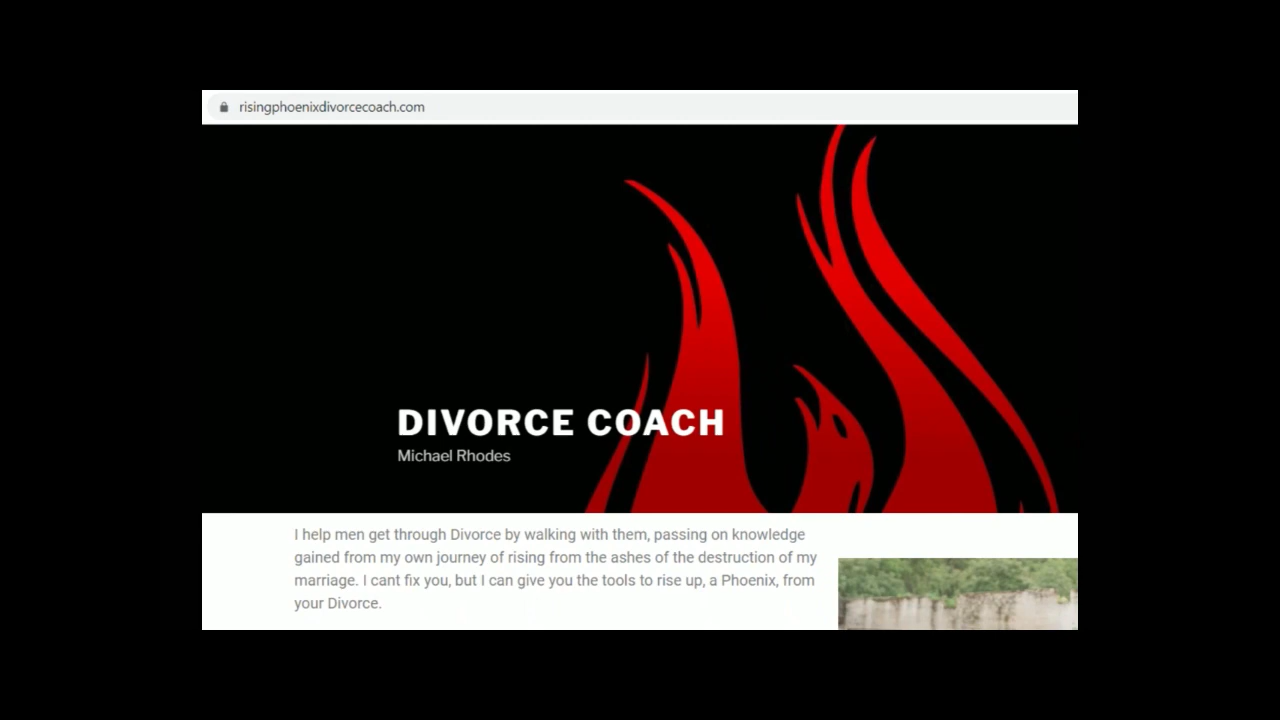 risingphoenixdivorcecoach.com
DIVORCE COACH
Michael Rhodes
I help men get through Divorce by walking with them, passing on knowledge
gained from my own journey of rising from the ashes of the destruction of my
marriage. I cant fix you, but I can give you the tools to rise up, a Phoenix, from
your Divorce.